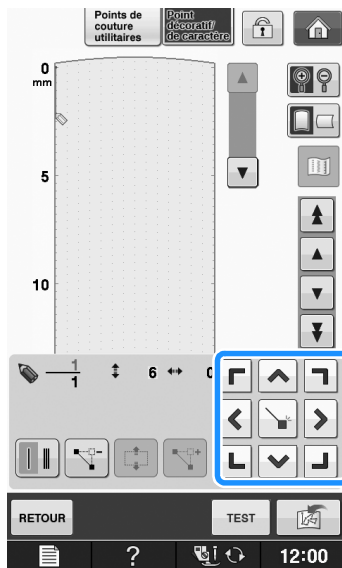 Points de
couture
utilitaires
Point
décoratif/
de caractère
0
mm
5
10
1
1
6
0
RETOUR
TEST
?
12:00